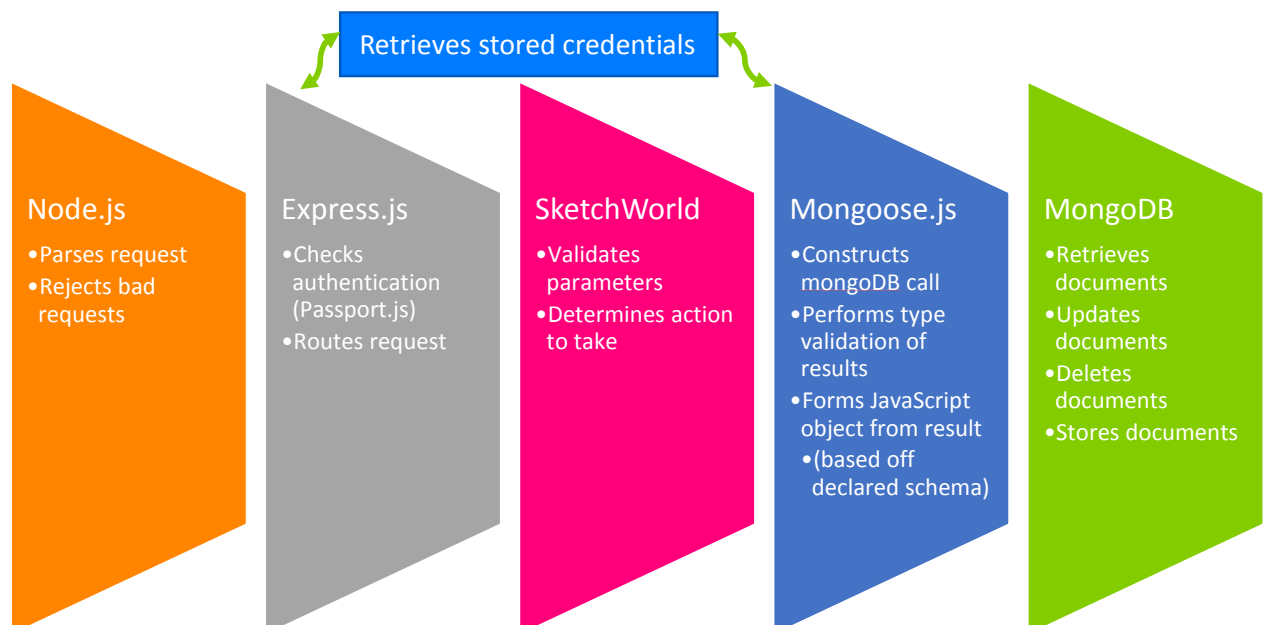 Retrieves stored credentials
Node.js
•Parses request
•Rejects bad
requests
Express.js
•Checks
authentication
(Passport.js)
•Routes request
SketchWorld
•Validates
parameters
•Determines action
to take
Mongoose.js
•Constructs
mongoDB call
•Performs type
validation of
results
•Forms JavaScript
object from result
•(based off
declared schema)
MongoDB
•Retrieves
documents
•Updates
documents
•Deletes
documents
•Stores documents